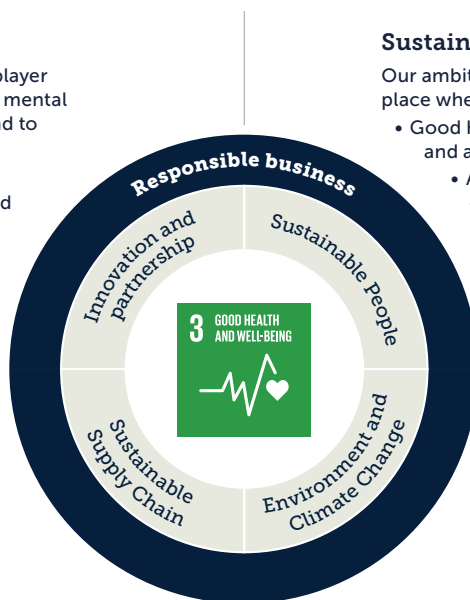 player
mental
d to
d
Sustain
Our ambit
place whe
• Good h
and a
• A
Responsible business
Innovation and
partnership
Sustainable People
3 GOOD HEALTH
AND WELL-BEING
Sustainable
Supply Chain
Environment and
Climate Change